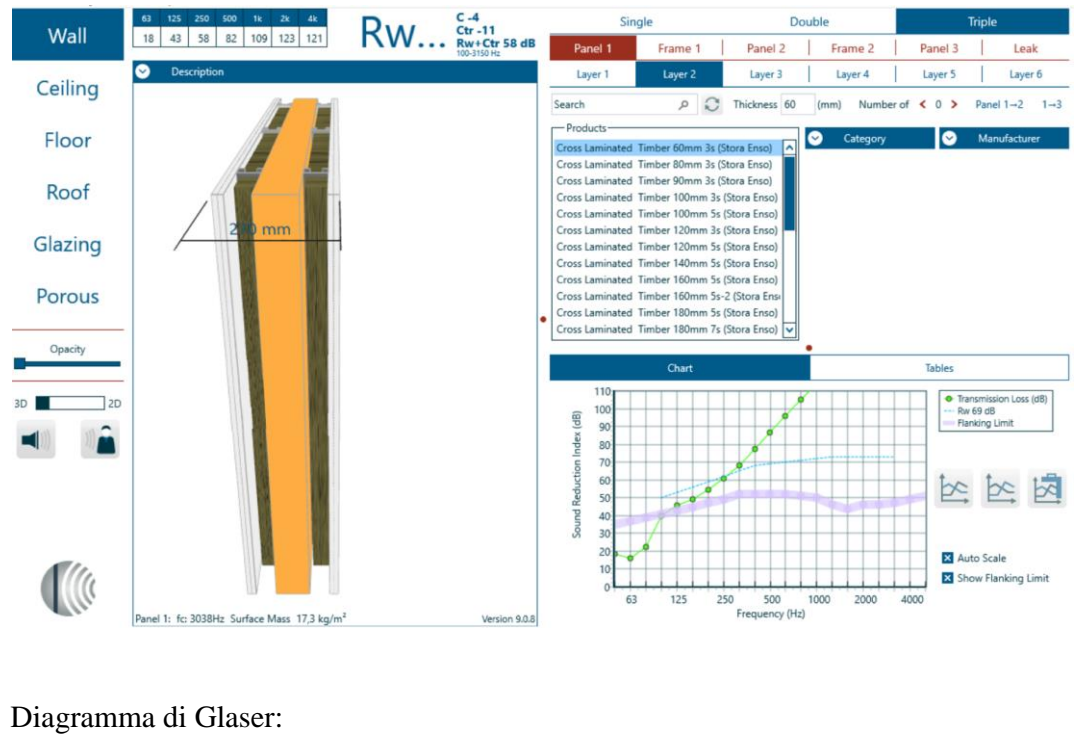 Wall
Ceiling
Floor
Roof
Glazing
Porous
Opacity
3D 2D
63 125 250 500 1k 2k 4k
18 43 58 82 109 123 121
Rw...
C -4
Ctr -11
Rw+Ctr 58 dB
100-3150 Hz
Description
Panel 1: fc: 3038Hz Surface Mass 17,3 kg/m²
Version 9.0.8
Single Double Triple
Panel 1 Frame 1 Panel 2 Frame 2 Panel 3 Leak
Layer 1 Layer 2 Layer 3 Layer 4 Layer 5 Layer 6
Search Thickness 60 (mm) Number of < 0 > Panel 1→2 1→3
Products
Category
Manufacturer
Cross Laminated Timber 60mm 3s (Stora Enso)
Cross Laminated Timber 80mm 3s (Stora Enso)
Cross Laminated Timber 90mm 3s (Stora Enso)
Cross Laminated Timber 100mm 3s (Stora Enso)
Cross Laminated Timber 100mm 5s (Stora Enso)
Cross Laminated Timber 120mm 3s (Stora Enso)
Cross Laminated Timber 120mm 5s (Stora Enso)
Cross Laminated Timber 140mm 5s (Stora Enso)
Cross Laminated Timber 160mm 5s (Stora Enso)
Cross Laminated Timber 160mm 5s-2 (Stora Ens
Cross Laminated Timber 180mm 5s (Stora Enso)
Cross Laminated Timber 180mm 7s (Stora Enso)
Chart Tables
Sound Reduction Index (dB)
110
100
90
80
70
60
50
40
30
20
10
0
63 125 250 500 1000 2000 4000
Frequency (Hz)
Transmission Loss (dB)
Rw 69 dB
Flanking Limit
Auto Scale
Show Flanking Limit
Diagramma di Glaser: